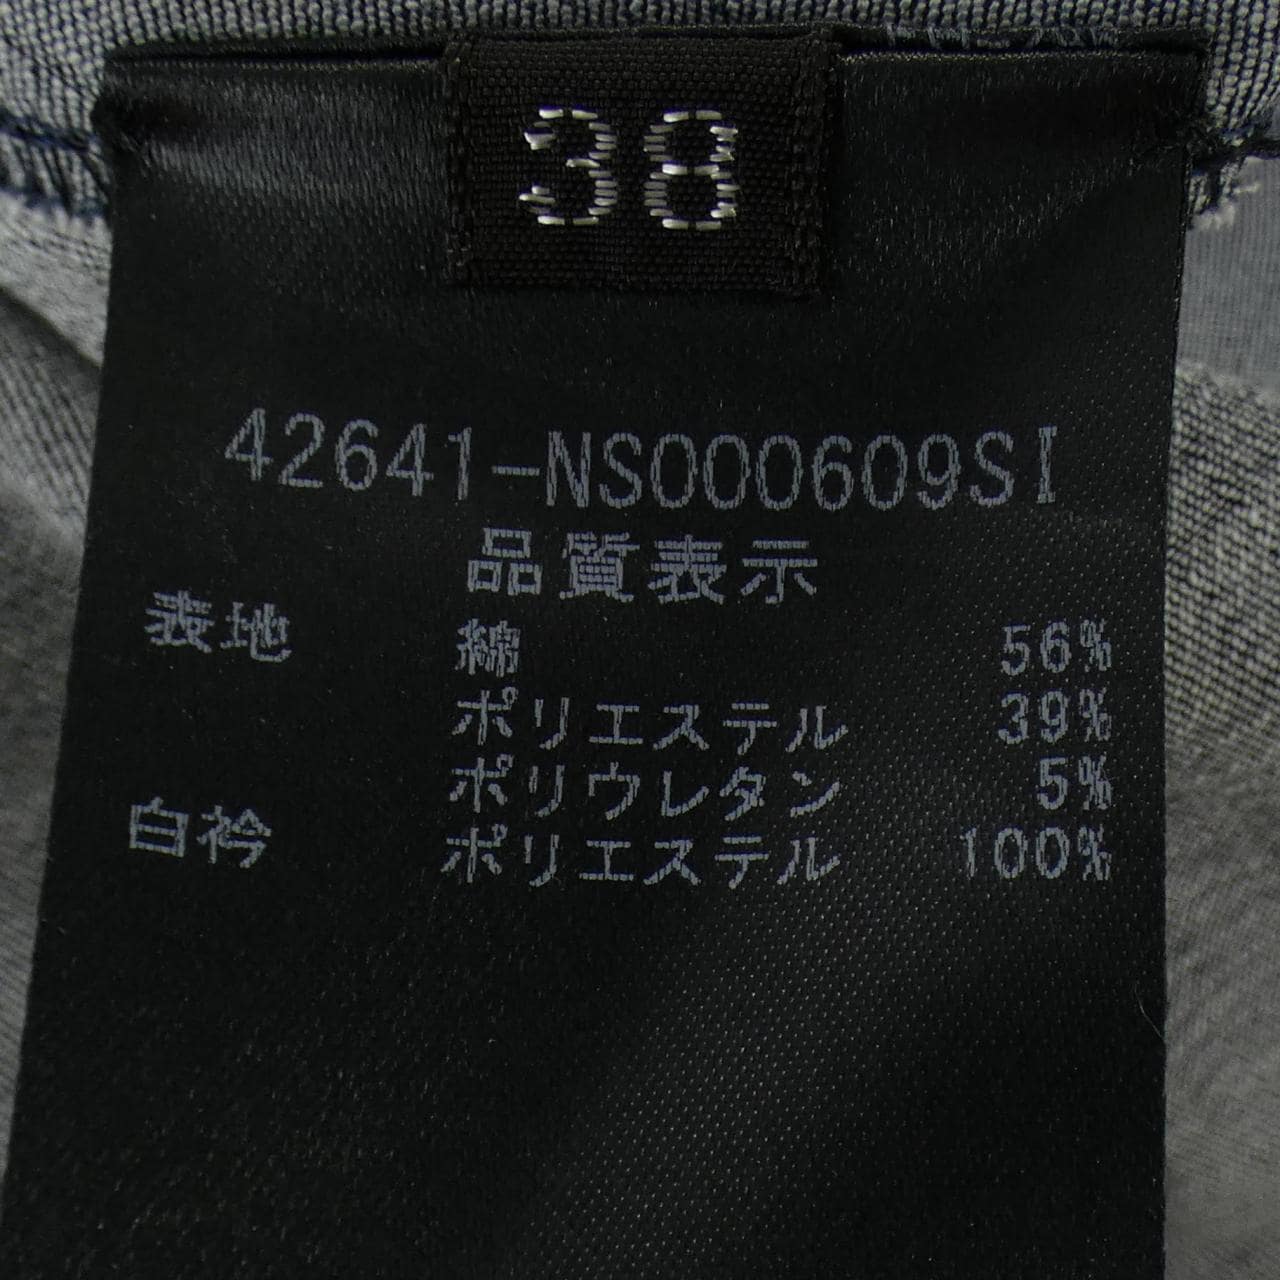 38
42641-NS000609SI
品質表示
表地 綿 56%
ポリエステル 39%
ポリウレタン 5%
白衿 ポリエステル 100%